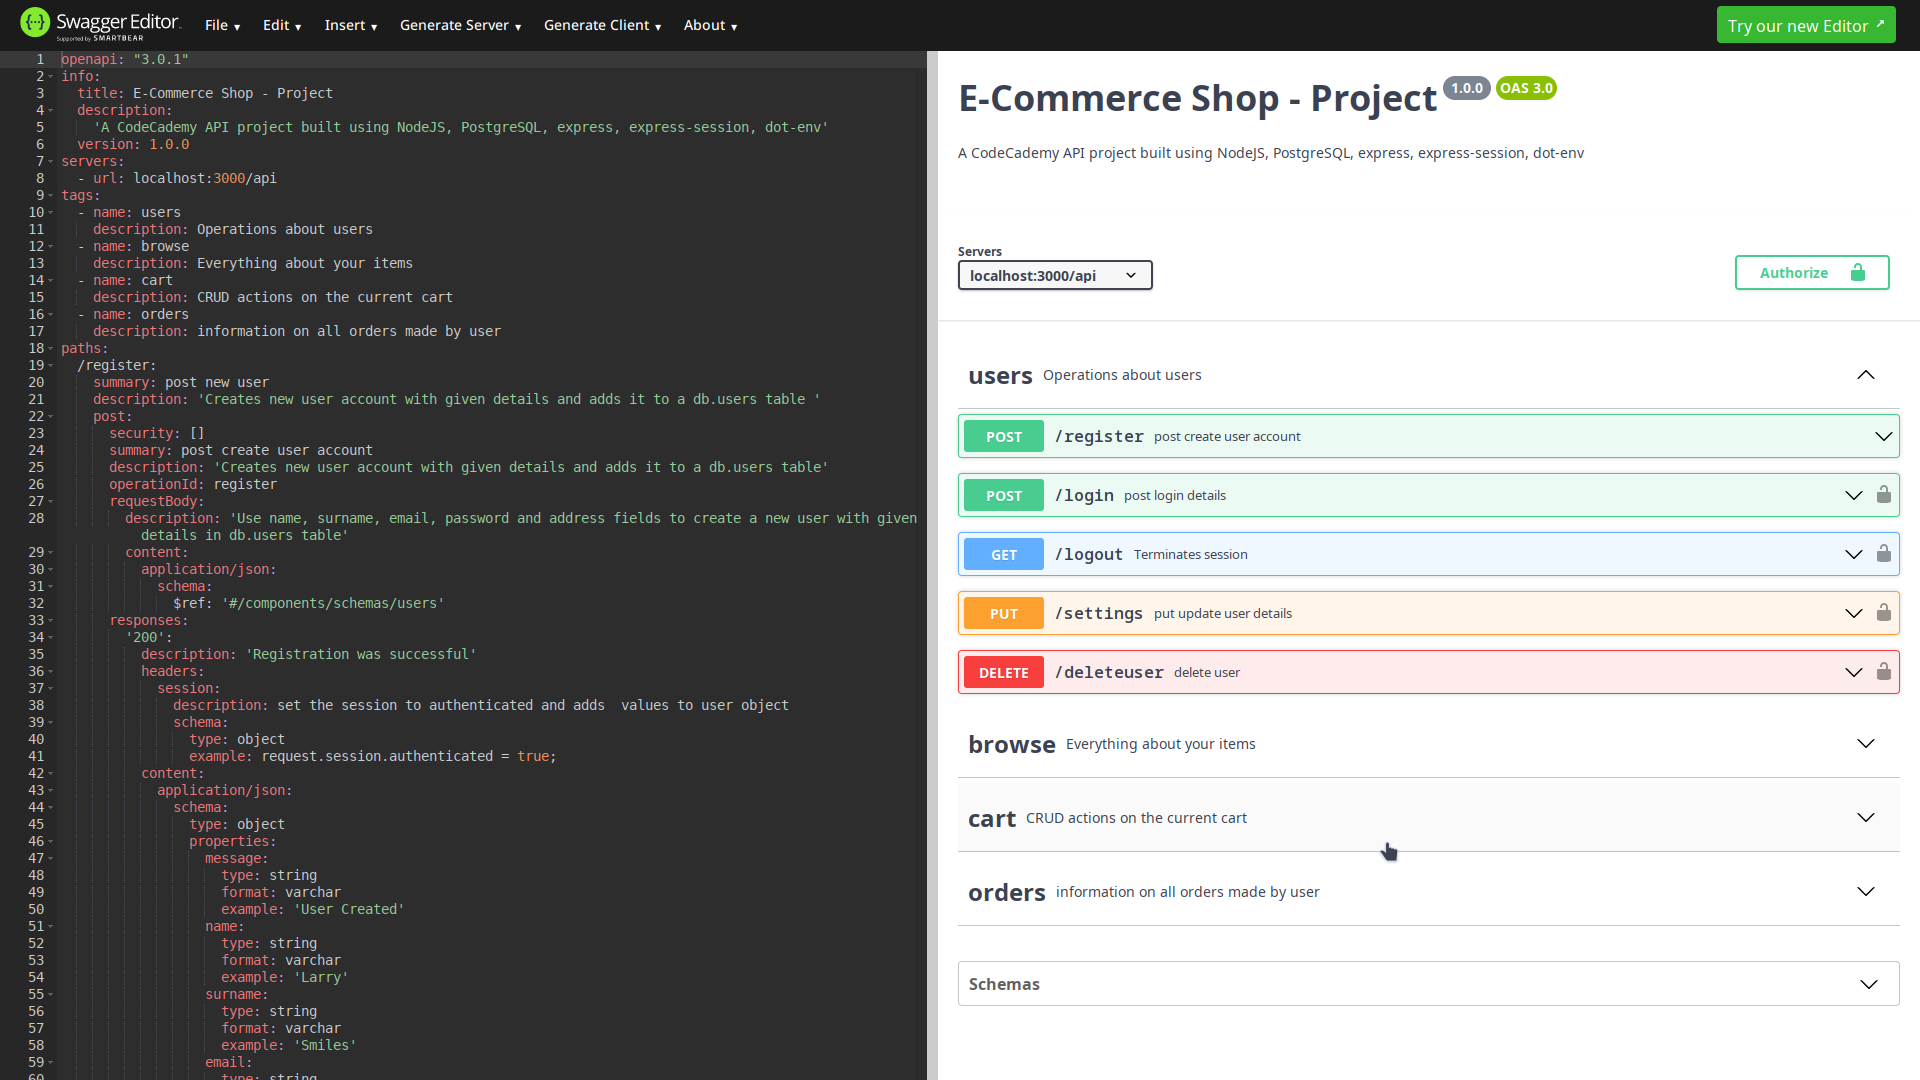 Swagger Editor
Supported by SMARTBEAR
File Edit Insert Generate Server Generate Client About
Try our new Editor
1 openapi: "3.0.1"
2 info:
3 title: E-Commerce Shop - Project
4 description:
5 'A CodeCademy API project built using NodeJS, PostgreSQL, express, express-session, dot-env'
6 version: 1.0.0
7 servers:
8 - url: localhost:3000/api
9 tags:
10 - name: users
11 description: Operations about users
12 - name: browse
13 description: Everything about your items
14 - name: cart
15 description: CRUD actions on the current cart
16 - name: orders
17 description: information on all orders made by user
18 paths:
19 /register:
20 summary: post new user
21 description: 'Creates new user account with given details and adds it to a db.users table '
22 post:
23 security: []
24 summary: post create user account
25 description: 'Creates new user account with given details and adds it to a db.users table'
26 operationId: register
27 requestBody:
28 description: 'Use name, surname, email, password and address fields to create a new user with given
details in db.users table'
29 content:
30 application/json:
31 schema:
32 $ref: '#/components/schemas/users'
33 responses:
34 '200':
35 description: 'Registration was successful'
36 headers:
37 session:
38 description: set the session to authenticated and adds  values to user object
39 schema:
40 type: object
41 example: request.session.authenticated = true;
42 content:
43 application/json:
44 schema:
45 type: object
46 properties:
47 message:
48 type: string
49 format: varchar
50 example: 'User Created'
51 name:
52 type: string
53 format: varchar
54 example: 'Larry'
55 surname:
56 type: string
57 format: varchar
58 example: 'Smiles'
59 email:
60 type: string
E-Commerce Shop - Project 1.0.0 OAS 3.0
A CodeCademy API project built using NodeJS, PostgreSQL, express, express-session, dot-env
Servers
localhost:3000/api
Authorize
users Operations about users
POST /register post create user account
POST /login post login details
GET /logout Terminates session
PUT /settings put update user details
DELETE /deleteuser delete user
browse Everything about your items
cart CRUD actions on the current cart
orders information on all orders made by user
Schemas